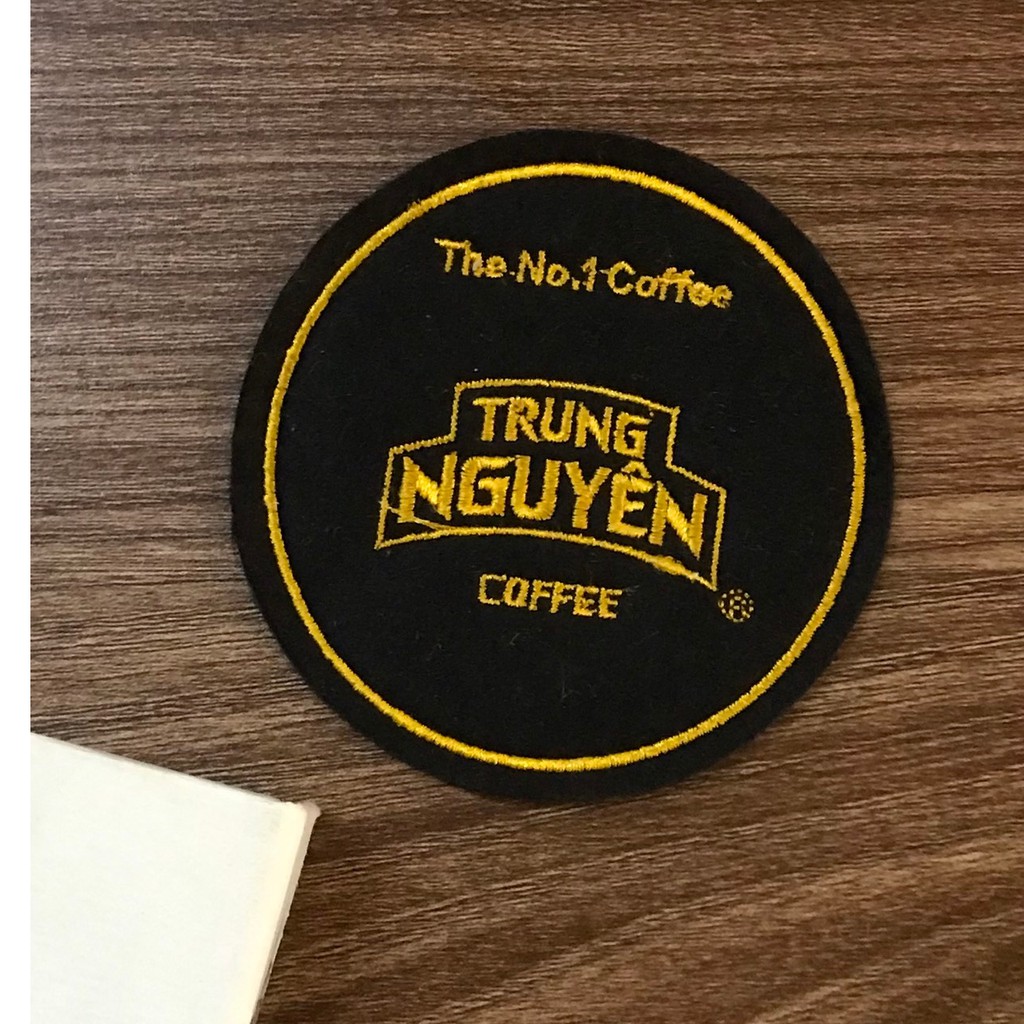 The No.1 Coffee
TRUNG
NGUYÊN
COFFEE
®